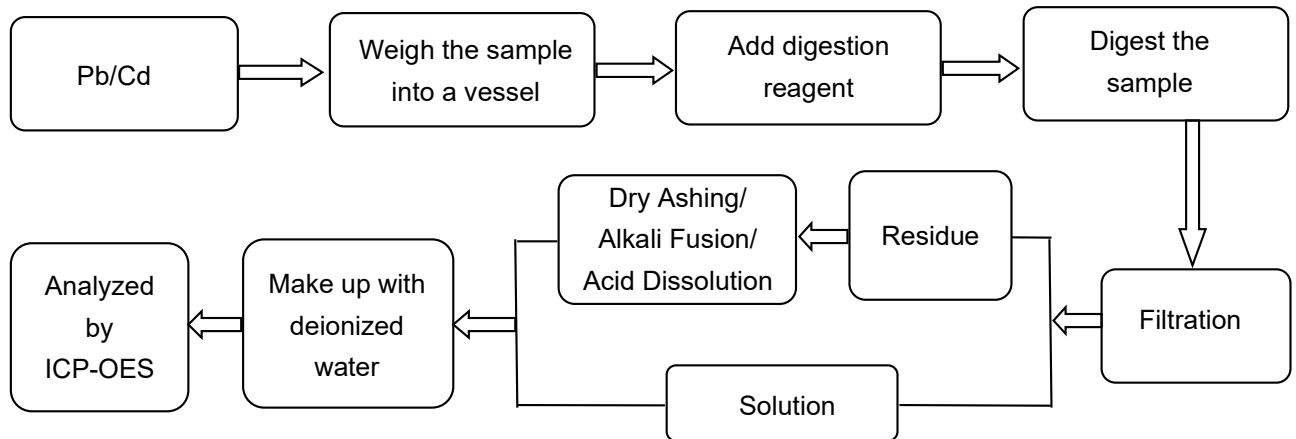 Pb/Cd
Weigh the sample
into a vessel
Add digestion
reagent
Digest the
sample
Filtration
Residue
Dry Ashing/
Alkali Fusion/
Acid Dissolution
Solution
Make up with
deionized
water
Analyzed
by
ICP-OES